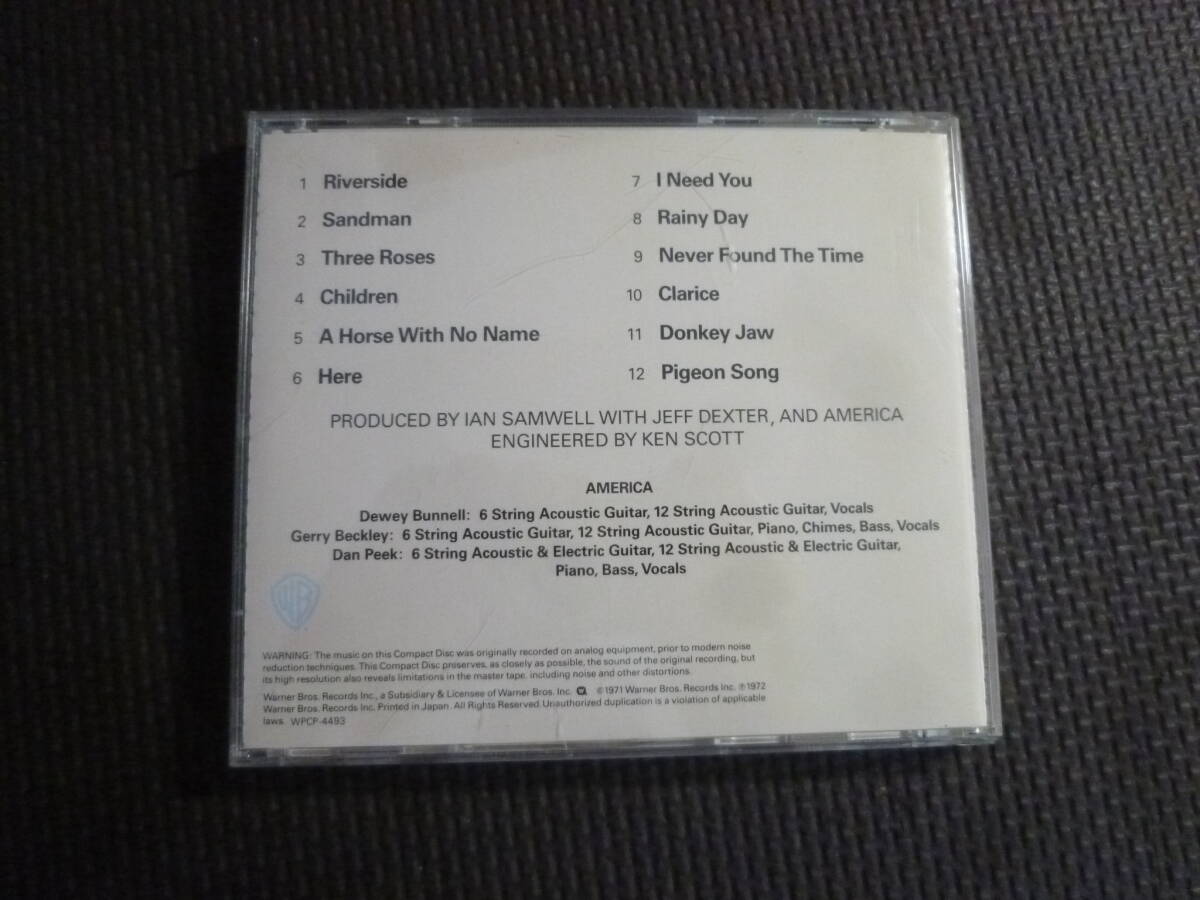 1 Riverside
2 Sandman
3 Three Roses
4 Children
5 A Horse With No Name
6 Here
7 I Need You
8 Rainy Day
9 Never Found The Time
10 Clarice
11 Donkey Jaw
12 Pigeon Song
PRODUCED BY IAN SAMWELL WITH JEFF DEXTER, AND AMERICA
ENGINEERED BY KEN SCOTT
AMERICA
Dewey Bunnell: 6 String Acoustic Guitar, 12 String Acoustic Guitar, Vocals
Gerry Beckley: 6 String Acoustic Guitar, 12 String Acoustic Guitar, Piano, Chimes, Bass, Vocals
Dan Peek: 6 String Acoustic & Electric Guitar, 12 String Acoustic & Electric Guitar,
Piano, Bass, Vocals
WB
WARNING: The music on this Compact Disc was originally recorded on analog equipment, prior to modern noise
reduction techniques. This Compact Disc preserves, as closely as possible, the sound of the original recording, but
its high resolution also reveals limitations in the master tape, including noise and other distortions.
Warner Bros. Records Inc., a Subsidiary & Licensee of Warner Bros. Inc. ©1971 Warner Bros. Records Inc. ℗1972
Warner Bros. Records Inc. Printed in Japan. All Rights Reserved. Unauthorized duplication is a violation of applicable
laws. WPCP-4493